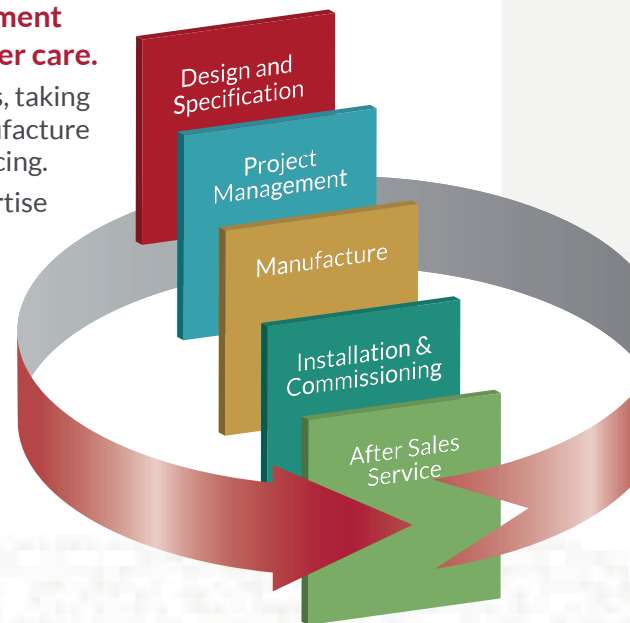 ment
er care.
s, taking
ufacture
cing.
rtise
Design and
Specification
Project
Management
Manufacture
Installation &
Commissioning
After Sales
Service